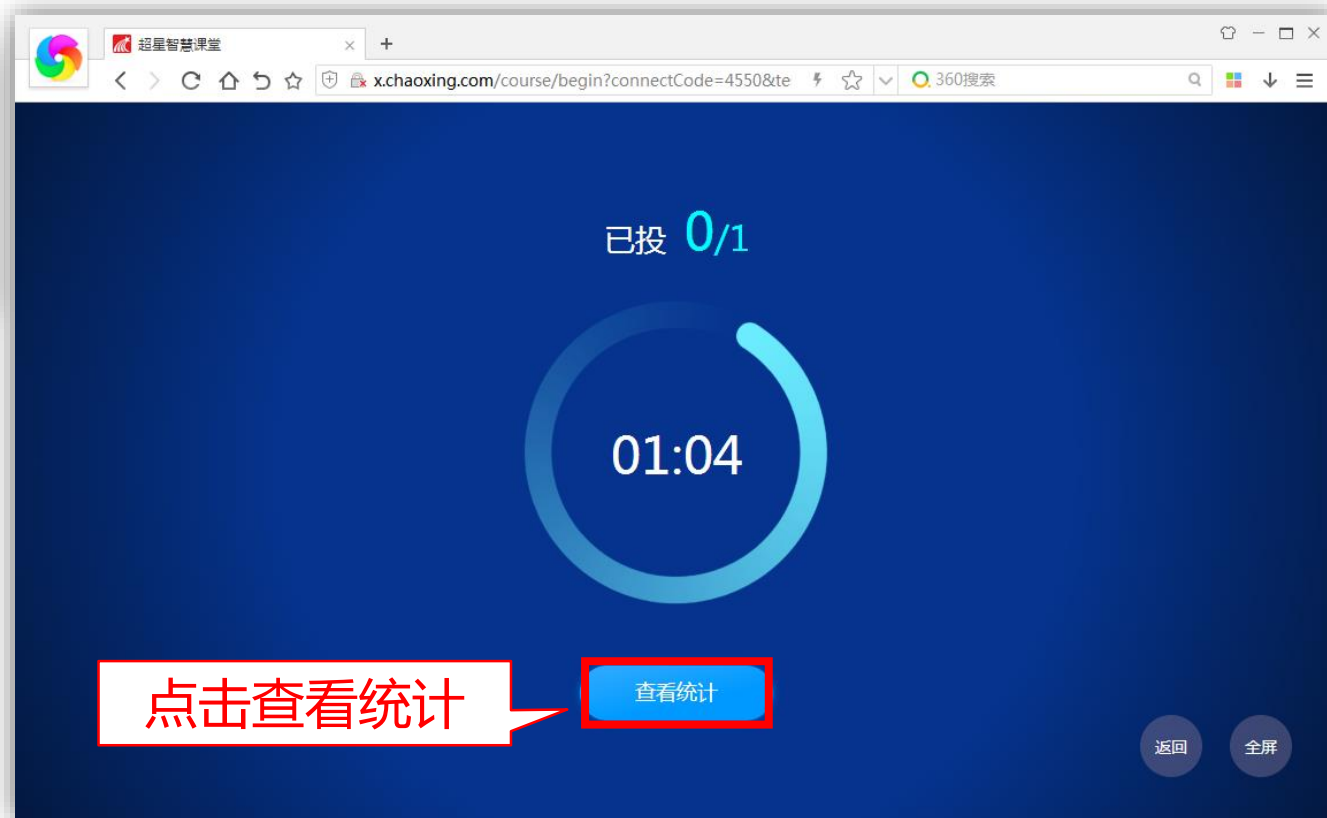 超星智慧课堂
x.chaoxing.com/course/begin?connectCode=4550&te
360搜索
已投 0/1
01:04
点击查看统计
查看统计
返回
全屏